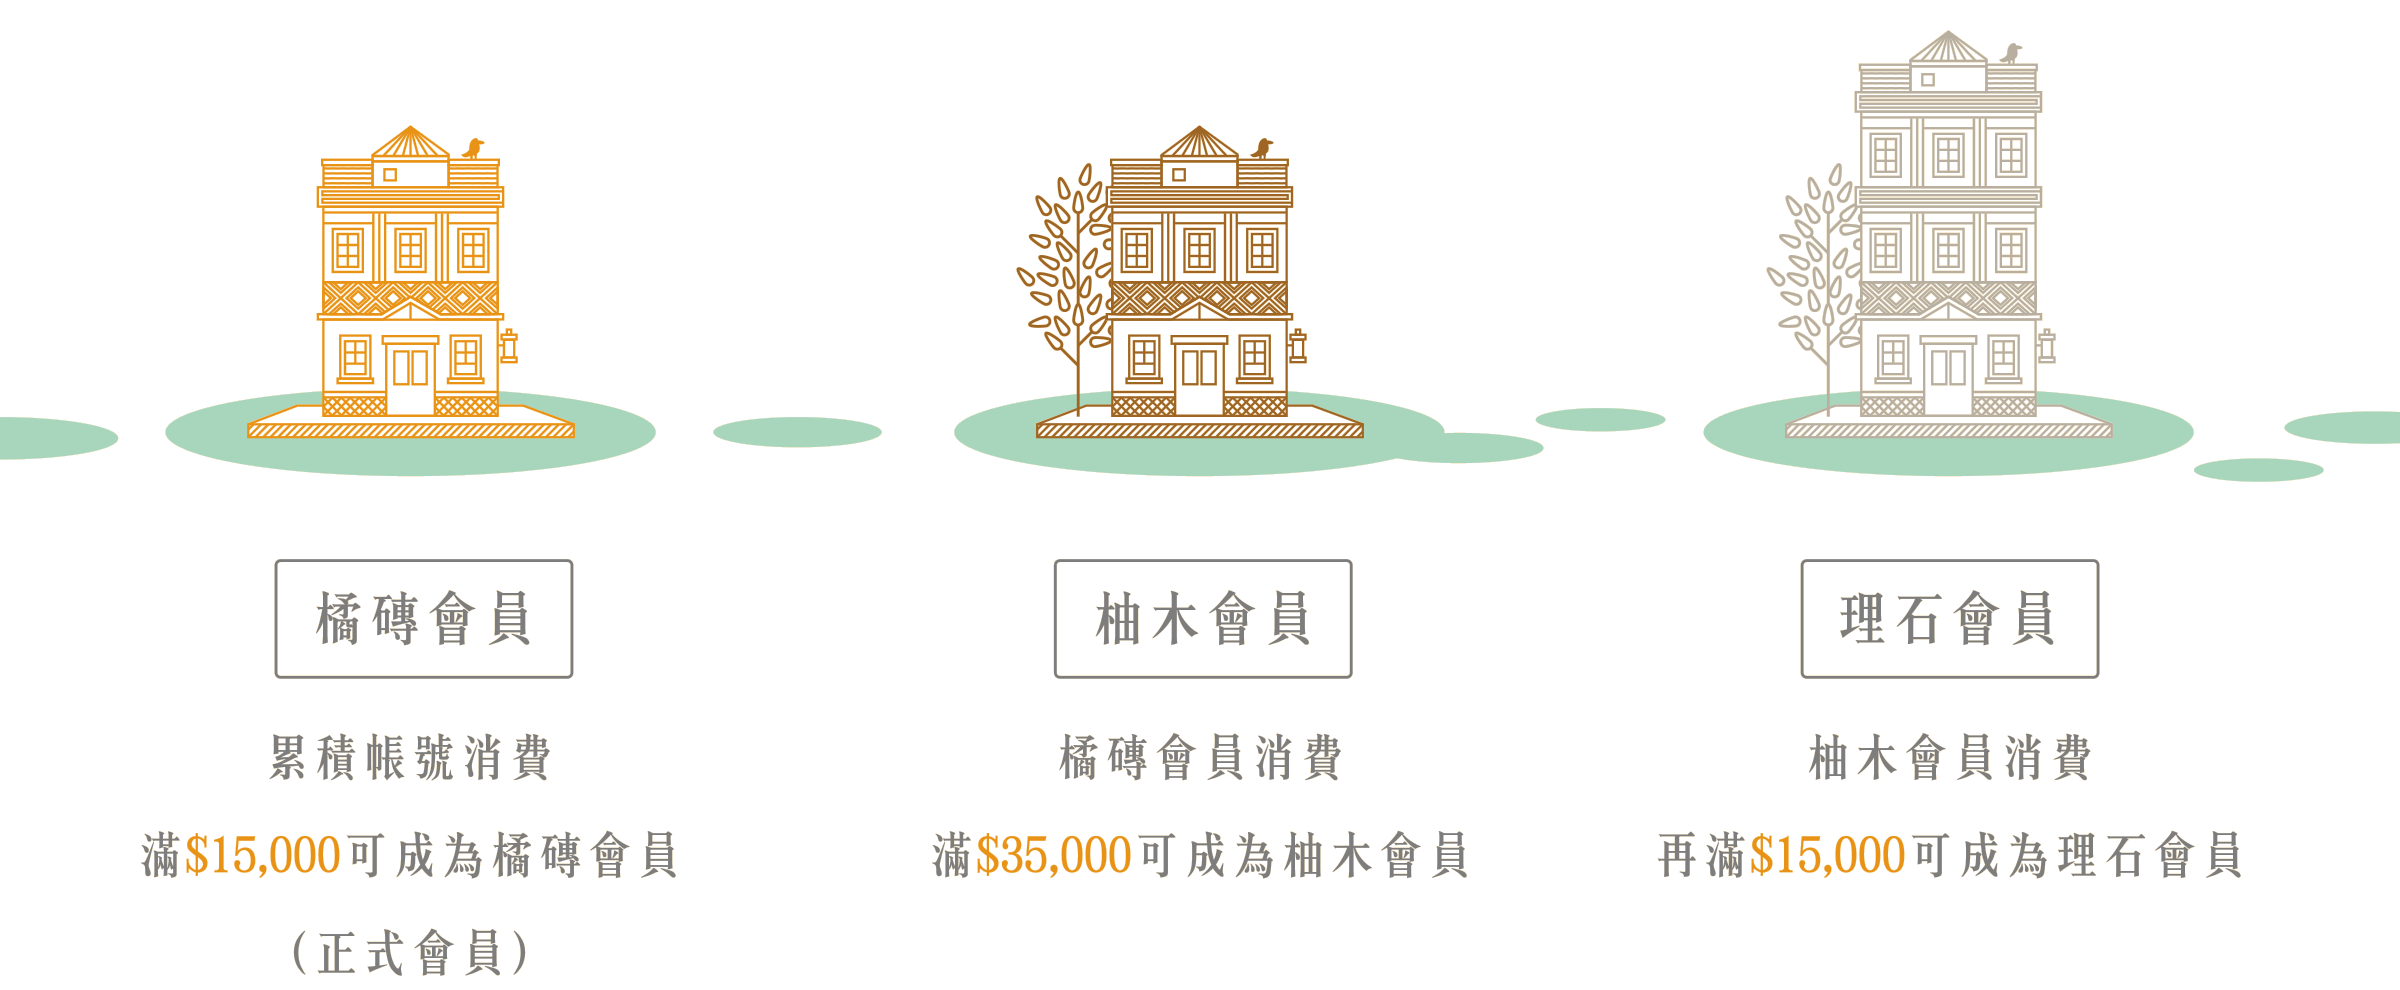 橘磚會員
累積帳號消費
滿$15,000可成為橘磚會員
(正式會員)
柚木會員
橘磚會員消費
滿$35,000可成為柚木會員
理石會員
柚木會員消費
再滿$15,000可成為理石會員